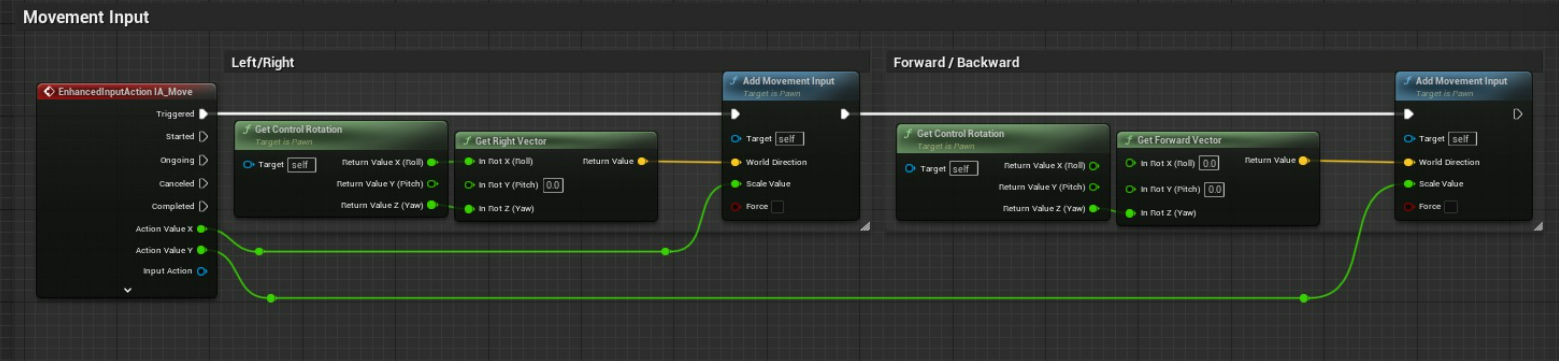 Movement Input
Left/Right
Forward / Backward
EnhancedInputAction IA_Move
Triggered
Started
Ongoing
Canceled
Completed
Action Value X
Action Value Y
Input Action
Get Control Rotation
Target is Pawn
Target self
Return Value X (Roll)
Return Value Y (Pitch)
Return Value Z (Yaw)
Get Right Vector
In Rot X (Roll)
In Rot Y (Pitch) 0.0
In Rot Z (Yaw)
Return Value
Add Movement Input
Target is Pawn
Target self
World Direction
Scale Value
Force
Get Control Rotation
Target is Pawn
Target self
Return Value X (Roll)
Return Value Y (Pitch)
Return Value Z (Yaw)
Get Forward Vector
In Rot X (Roll) 0.0
In Rot Y (Pitch) 0.0
In Rot Z (Yaw)
Return Value
Add Movement Input
Target is Pawn
Target self
World Direction
Scale Value
Force